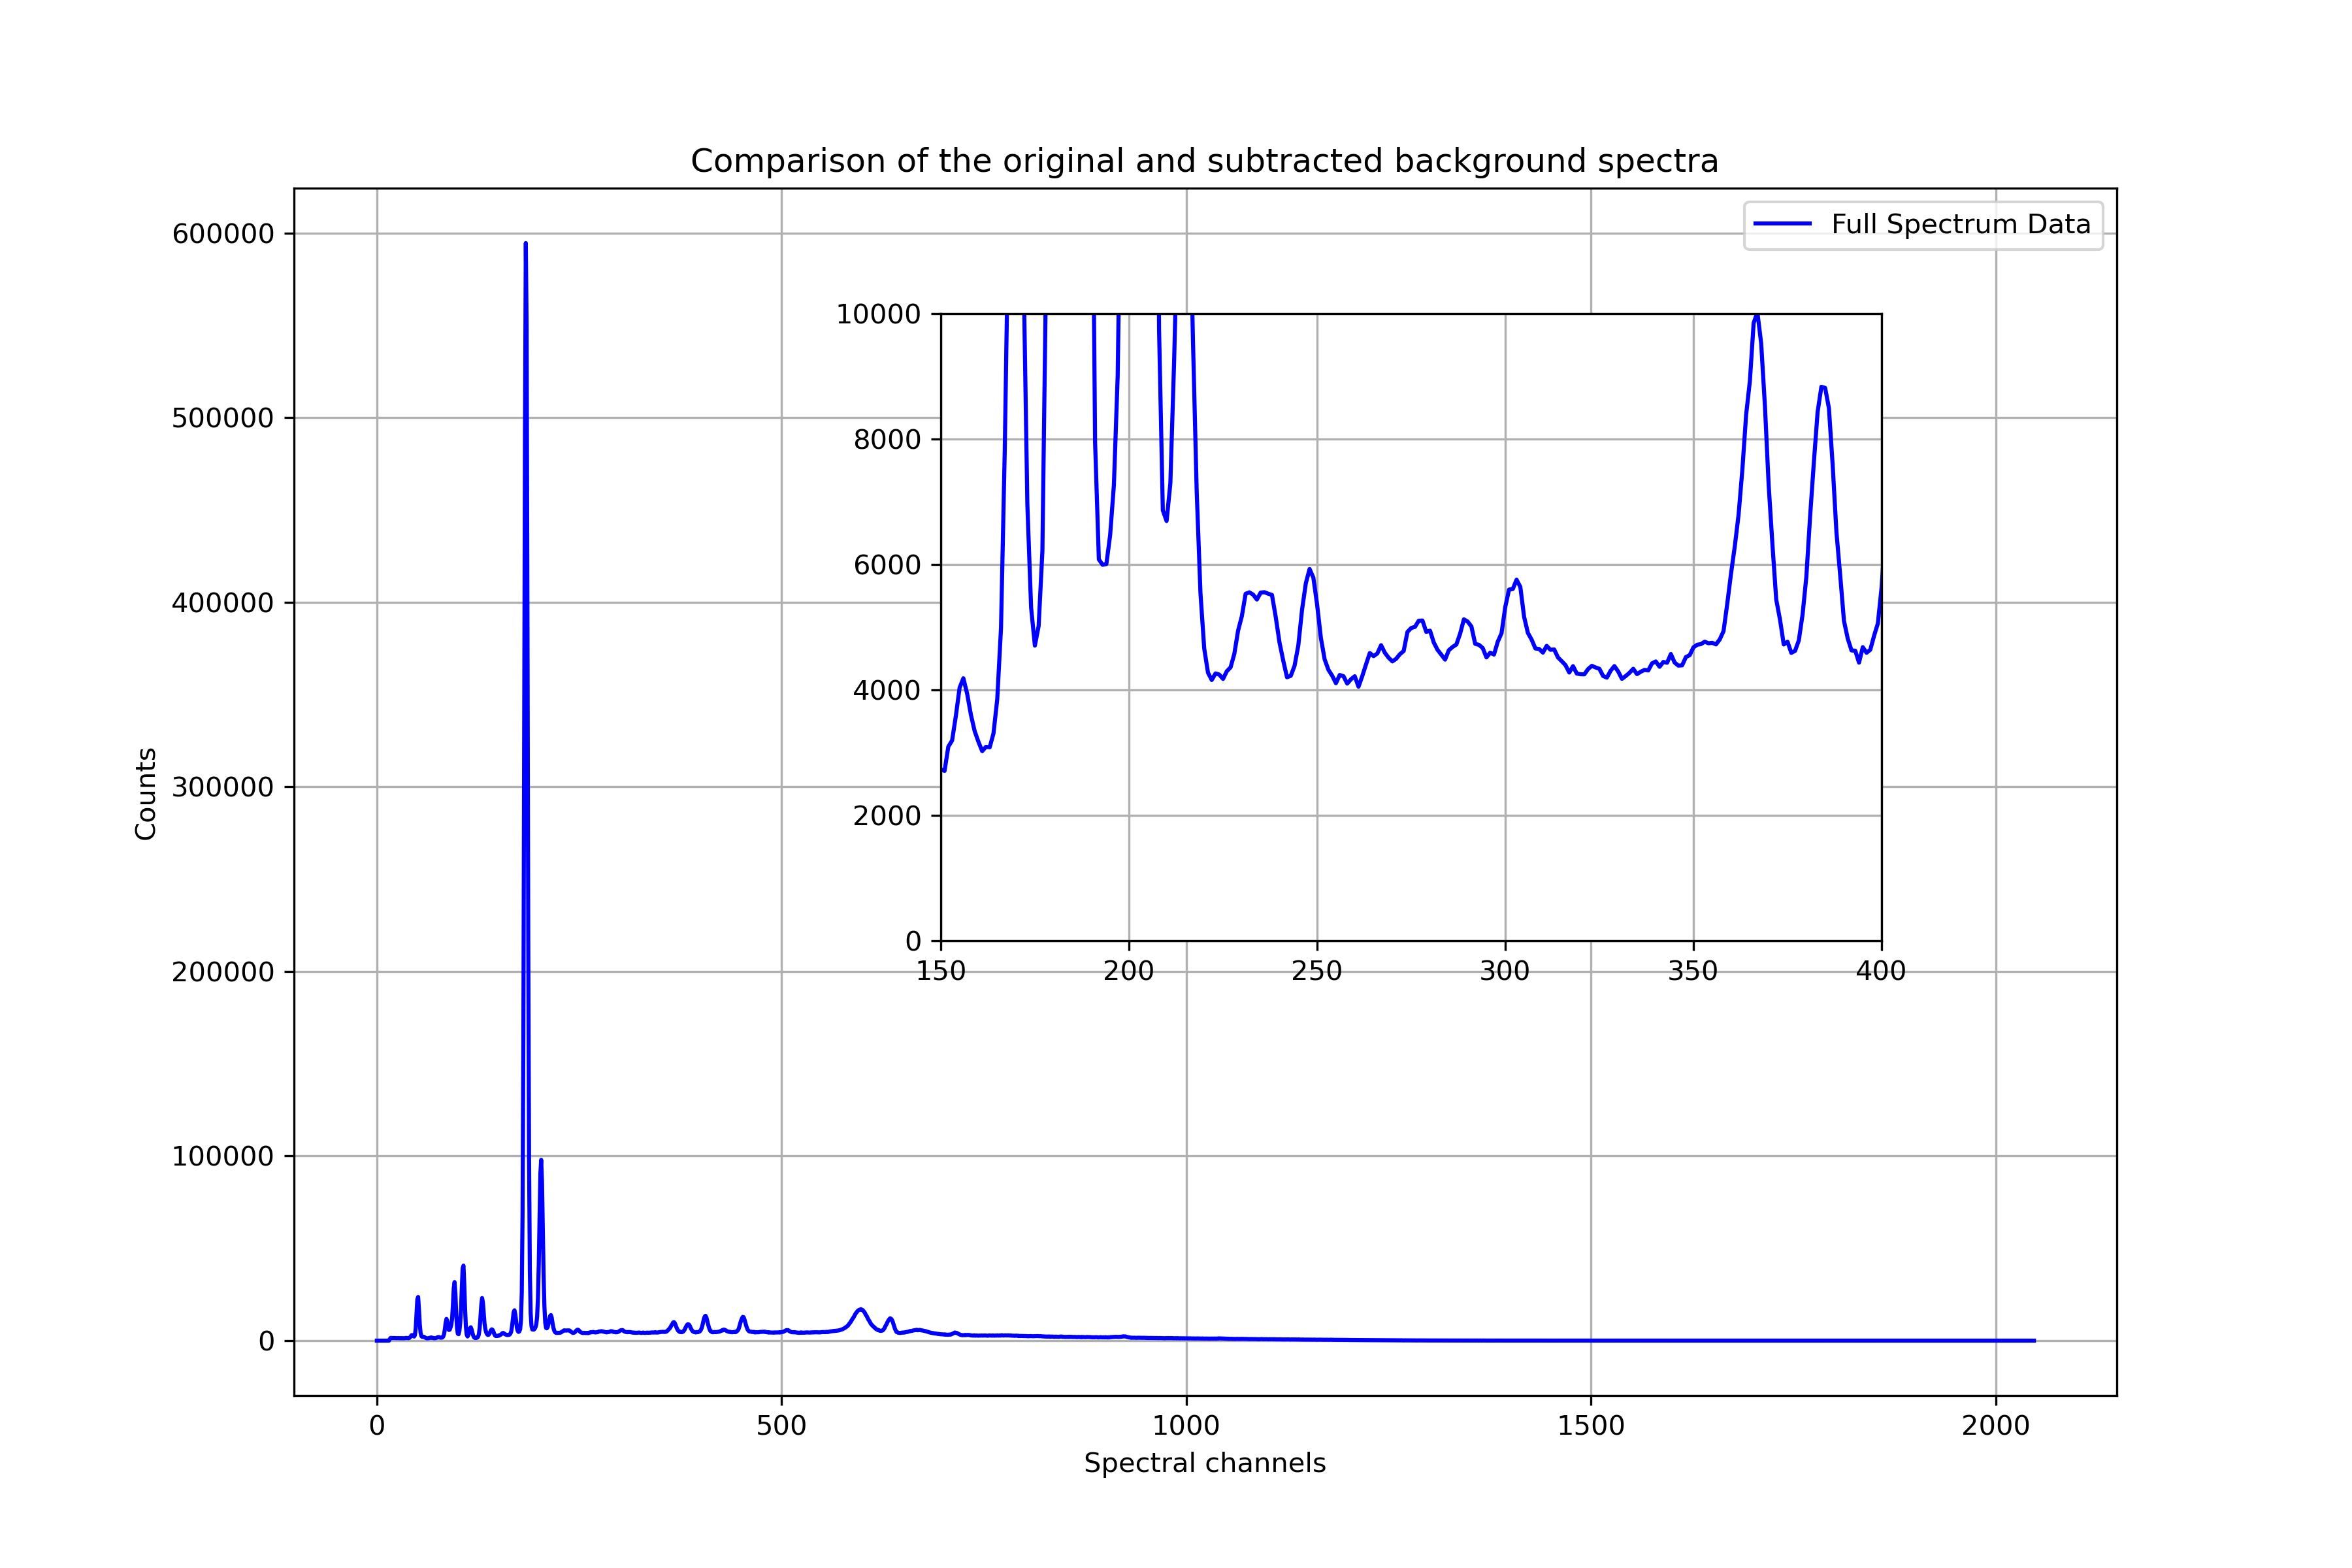 Comparison of the original and subtracted background spectra
Full Spectrum Data
600000
500000
400000
300000
200000
100000
0
Counts
10000
8000
6000
4000
2000
0
150 200 250 300 350 400
0 500 1000 1500 2000
Spectral channels